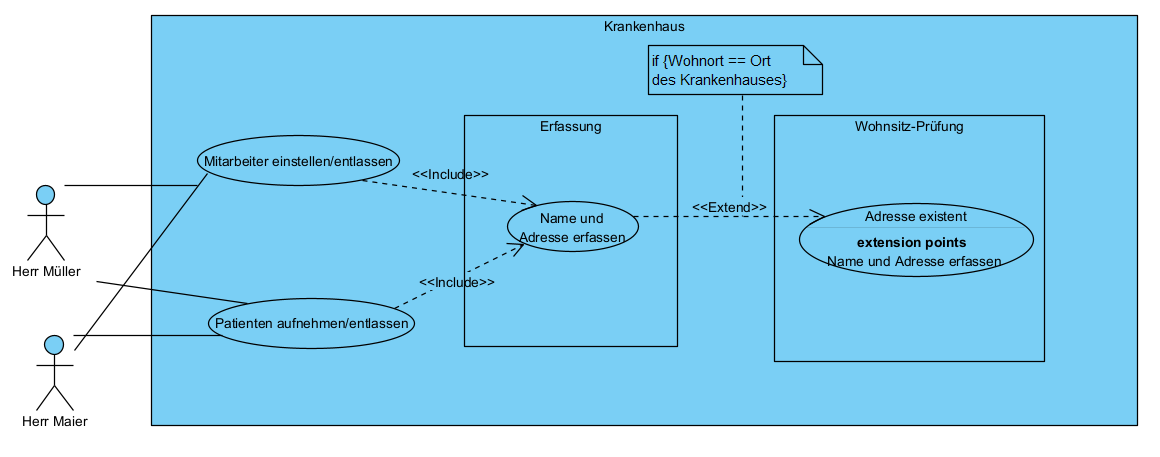 Krankenhaus
if {Wohnort == Ort
des Krankenhauses}
Erfassung
Wohnsitz-Prüfung
Mitarbeiter einstellen/entlassen
<<Include>>
Name und
Adresse erfassen
<<Extend>>
Adresse existent
extension points
Name und Adresse erfassen
Herr Müller
<<Include>>
Patienten aufnehmen/entlassen
Herr Maier